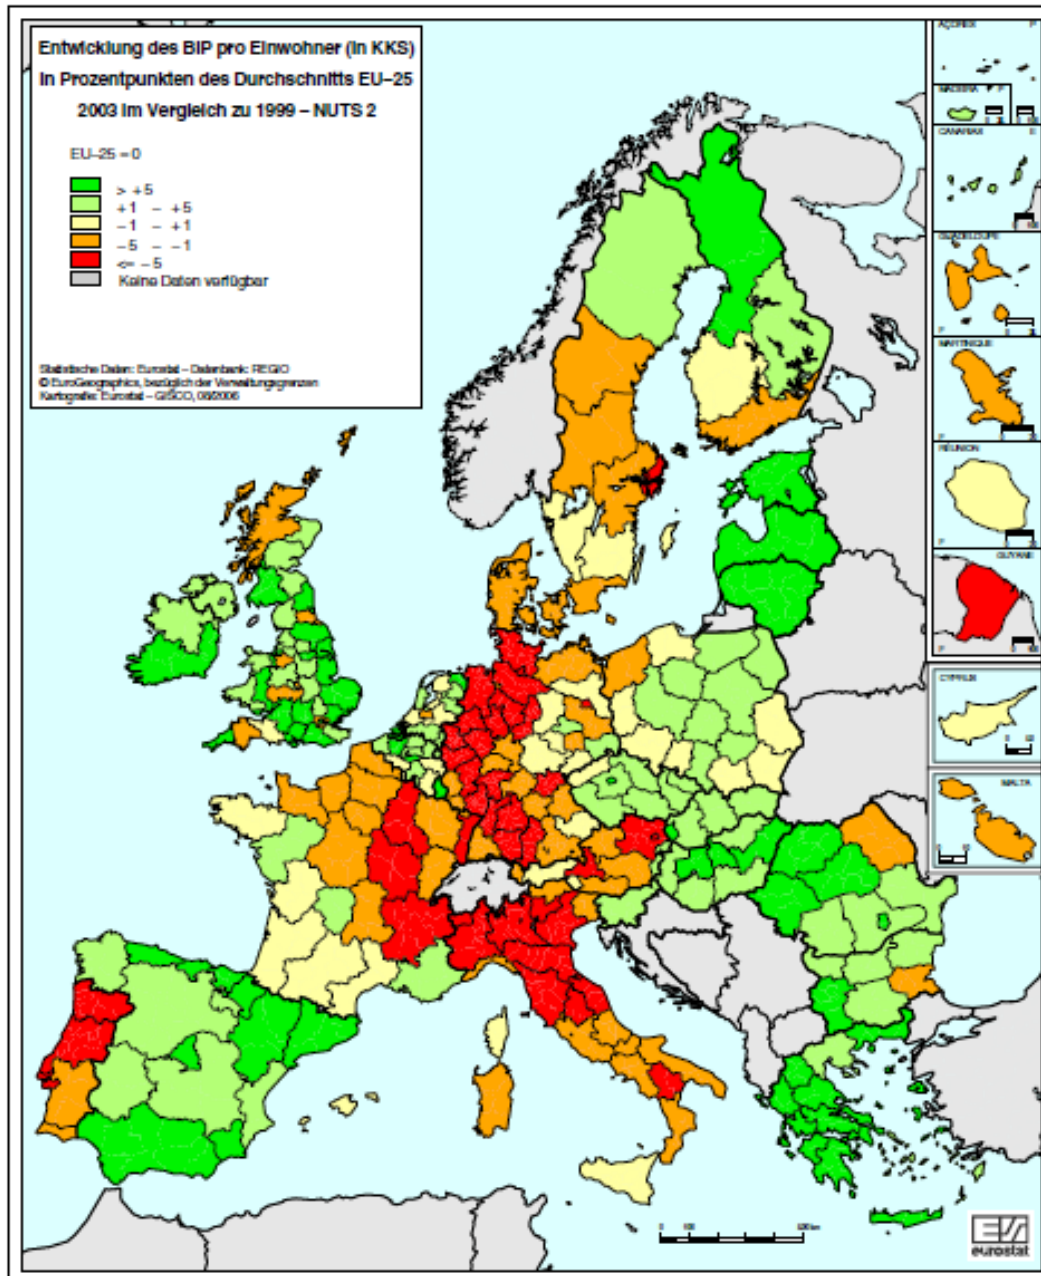 Entwicklung des BIP pro Einwohner (in KKS)
in Prozentpunkten des Durchschnitts EU–25
2003 im Vergleich zu 1999 – NUTS 2
EU–25 = 0
> +5
+1 – +5
–1 – +1
–5 – –1
<= –5
Keine Daten verfügbar
Statistische Daten: Eurostat – Datenbank: REGIO
© EuroGeographics, bezüglich der Verwaltungsgrenzen
Kartografie: Eurostat – GISCO, 08/2006
AÇORES P
MADEIRA P
CANARIAS E
GUADELOUPE
F
MARTINIQUE
F
RÉUNION
F
GUYANE
F
CYPRUS
MALTA
eurostat